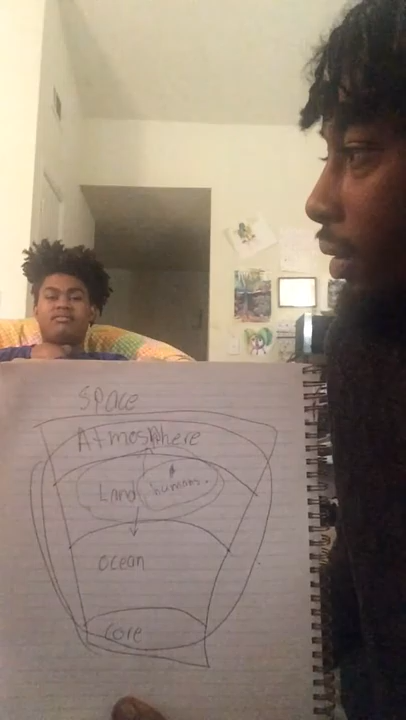 Space
Atmosphere
Land humans.
ocean
core